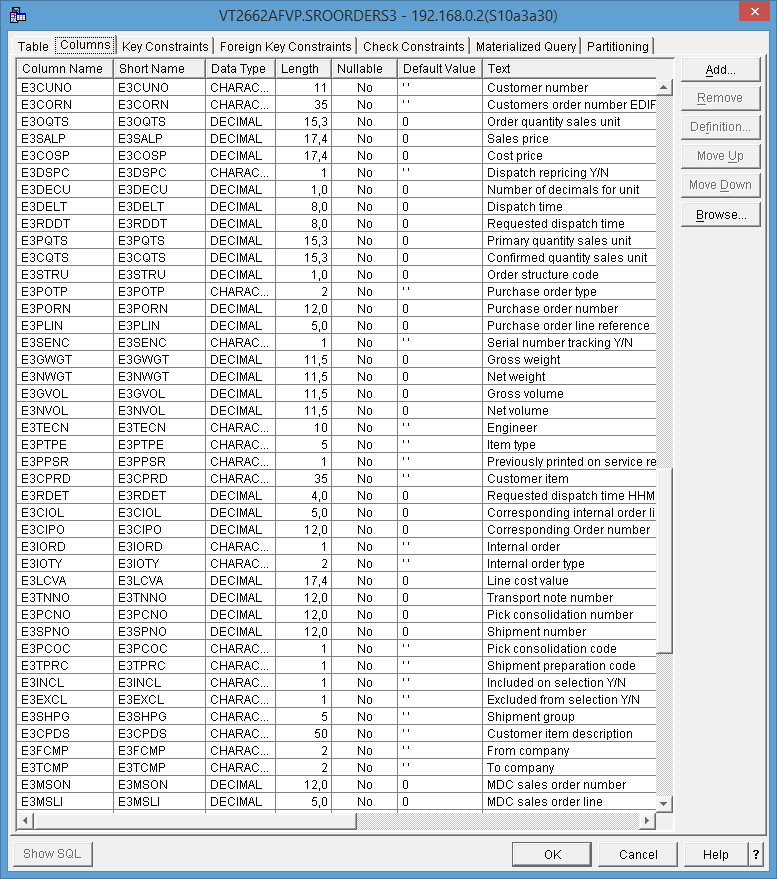 VT2662AFVP.SROORDERS3 - 192.168.0.2(S10a3a30)
Table Columns Key Constraints Foreign Key Constraints Check Constraints Materialized Query Partitioning
Column Name Short Name Data Type Length Nullable Default Value Text
E3CUNO E3CUNO CHARAC... 11 No ' ' Customer number
E3CORN E3CORN CHARAC... 35 No ' ' Customers order number EDIF
E3OQTS E3OQTS DECIMAL 15,3 No 0 Order quantity sales unit
E3SALP E3SALP DECIMAL 17,4 No 0 Sales price
E3COSP E3COSP DECIMAL 17,4 No 0 Cost price
E3DSPC E3DSPC CHARAC... 1 No ' ' Dispatch repricing Y/N
E3DECU E3DECU DECIMAL 1,0 No 0 Number of decimals for unit
E3DELT E3DELT DECIMAL 8,0 No 0 Dispatch time
E3RDDT E3RDDT DECIMAL 8,0 No 0 Requested dispatch time
E3PQTS E3PQTS DECIMAL 15,3 No 0 Primary quantity sales unit
E3CQTS E3CQTS DECIMAL 15,3 No 0 Confirmed quantity sales unit
E3STRU E3STRU DECIMAL 1,0 No 0 Order structure code
E3POTP E3POTP CHARAC... 2 No ' ' Purchase order type
E3PORN E3PORN DECIMAL 12,0 No 0 Purchase order number
E3PLIN E3PLIN DECIMAL 5,0 No 0 Purchase order line reference
E3SENC E3SENC CHARAC... 1 No ' ' Serial number tracking Y/N
E3GWGT E3GWGT DECIMAL 11,5 No 0 Gross weight
E3NWGT E3NWGT DECIMAL 11,5 No 0 Net weight
E3GVOL E3GVOL DECIMAL 11,5 No 0 Gross volume
E3NVOL E3NVOL DECIMAL 11,5 No 0 Net volume
E3TECN E3TECN CHARAC... 10 No ' ' Engineer
E3PTPE E3PTPE CHARAC... 5 No ' ' Item type
E3PPSR E3PPSR CHARAC... 1 No ' ' Previously printed on service re
E3CPRD E3CPRD CHARAC... 35 No ' ' Customer item
E3RDET E3RDET DECIMAL 4,0 No 0 Requested dispatch time HHM
E3CIOL E3CIOL DECIMAL 5,0 No 0 Corresponding internal order li
E3CIPO E3CIPO DECIMAL 12,0 No 0 Corresponding Order number
E3IORD E3IORD CHARAC... 1 No ' ' Internal order
E3IOTY E3IOTY CHARAC... 2 No ' ' Internal order type
E3LCVA E3LCVA DECIMAL 17,4 No 0 Line cost value
E3TNNO E3TNNO DECIMAL 12,0 No 0 Transport note number
E3PCNO E3PCNO DECIMAL 12,0 No 0 Pick consolidation number
E3SPNO E3SPNO DECIMAL 12,0 No 0 Shipment number
E3PCOC E3PCOC CHARAC... 1 No ' ' Pick consolidation code
E3TPRC E3TPRC CHARAC... 1 No ' ' Shipment preparation code
E3INCL E3INCL CHARAC... 1 No ' ' Included on selection Y/N
E3EXCL E3EXCL CHARAC... 1 No ' ' Excluded from selection Y/N
E3SHPG E3SHPG CHARAC... 5 No ' ' Shipment group
E3CPDS E3CPDS CHARAC... 50 No ' ' Customer item description
E3FCMP E3FCMP CHARAC... 2 No ' ' From company
E3TCMP E3TCMP CHARAC... 2 No ' ' To company
E3MSON E3MSON DECIMAL 12,0 No 0 MDC sales order number
E3MSLI E3MSLI DECIMAL 5,0 No 0 MDC sales order line
Add...
Remove
Definition...
Move Up
Move Down
Browse...
Show SQL OK Cancel Help ?